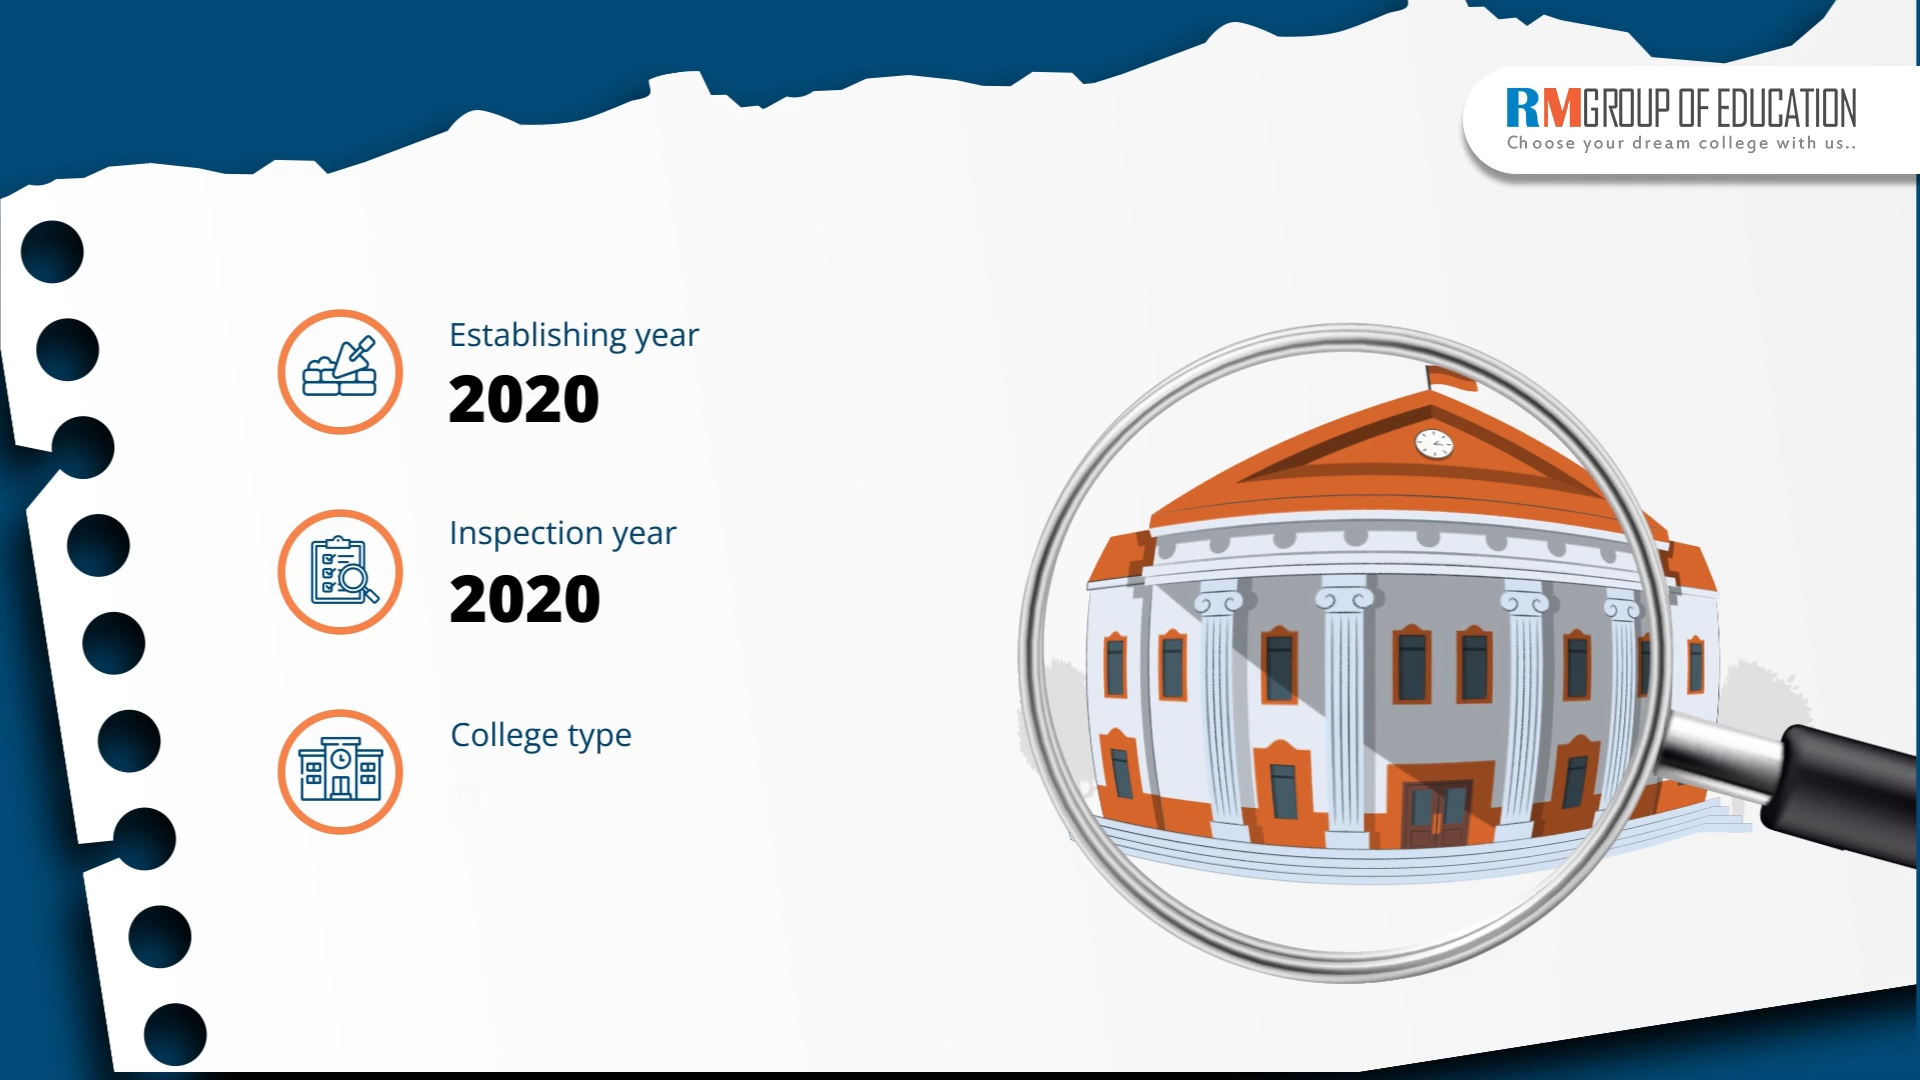 RMGROUP OF EDUCATION
Choose your dream college with us..
Establishing year
2020
Inspection year
2020
College type